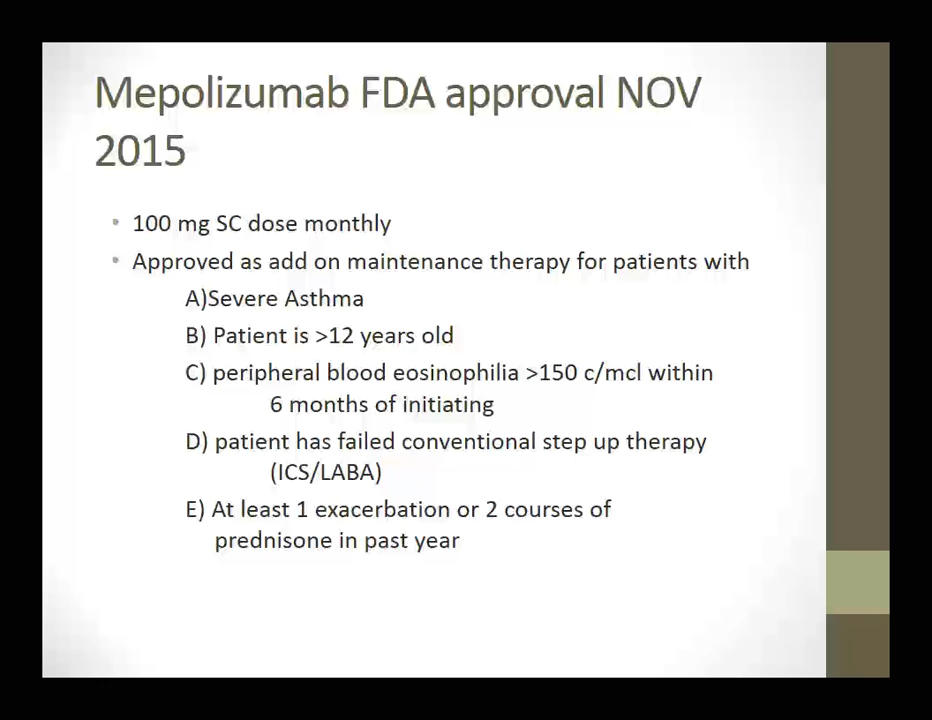 Mepolizumab FDA approval NOV
2015
• 100 mg SC dose monthly
• Approved as add on maintenance therapy for patients with
A)Severe Asthma
B) Patient is >12 years old
C) peripheral blood eosinophilia >150 c/mcl within
6 months of initiating
D) patient has failed conventional step up therapy
(ICS/LABA)
E) At least 1 exacerbation or 2 courses of
prednisone in past year